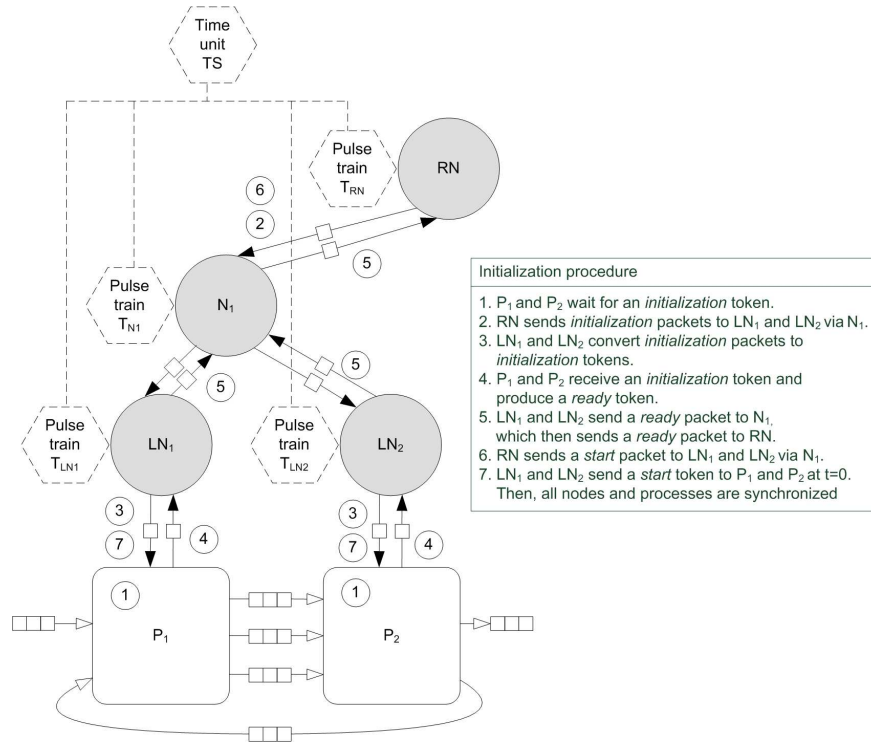 Time
unit
TS
Pulse
train
T_RN
RN
6
2
5
Pulse
train
T_N1
N₁
5
5
Pulse
train
T_LN1
LN₁
Pulse
train
T_LN2
LN₂
3
7
4
3
7
4
1
P₁
1
P₂
Initialization procedure
1. P₁ and P₂ wait for an initialization token.
2. RN sends initialization packets to LN₁ and LN₂ via N₁.
3. LN₁ and LN₂ convert initialization packets to
initialization tokens.
4. P₁ and P₂ receive an initialization token and
produce a ready token.
5. LN₁ and LN₂ send a ready packet to N₁,
which then sends a ready packet to RN.
6. RN sends a start packet to LN₁ and LN₂ via N₁.
7. LN₁ and LN₂ send a start token to P₁ and P₂ at t=0.
Then, all nodes and processes are synchronized